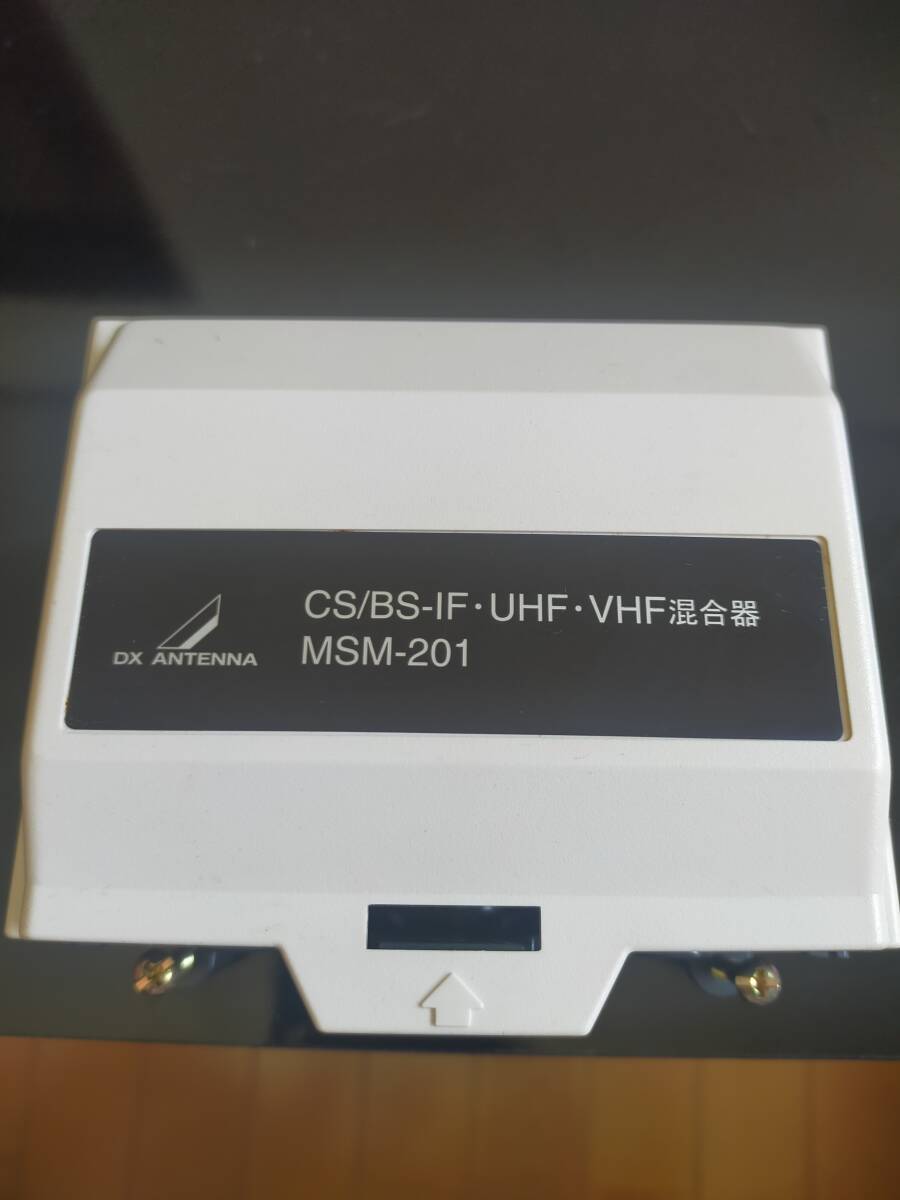 CS/BS-IF・UHF・VHF混合器
DX ANTENNA
MSM-201